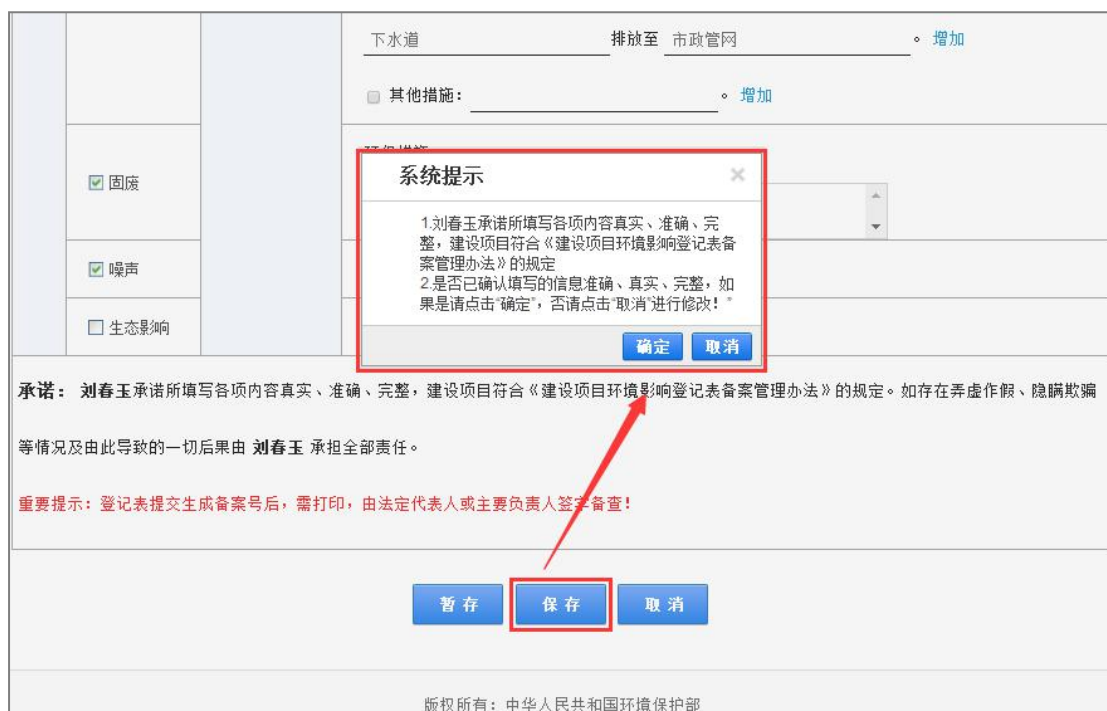 下水道 排放至 市政管网 。 增加
其他措施： 。 增加
固废
系统提示 ×
1.刘春玉承诺所填写各项内容真实、准确、完
整，建设项目符合《建设项目环境影响登记表备
案管理办法》的规定
2.是否已确认填写的信息准确、真实、完整，如
果是请点击“确定”，否请点击“取消”进行修改！”
确定 取消
噪声
生态影响
承诺： 刘春玉承诺所填写各项内容真实、准确、完整，建设项目符合《建设项目环境影响登记表备案管理办法》的规定。如存在弄虚作假、隐瞒欺骗
等情况及由此导致的一切后果由 刘春玉 承担全部责任。
重要提示：登记表提交生成备案号后，需打印，由法定代表人或主要负责人签字备查！
暂存 保存 取消
版权所有：中华人民共和国环境保护部